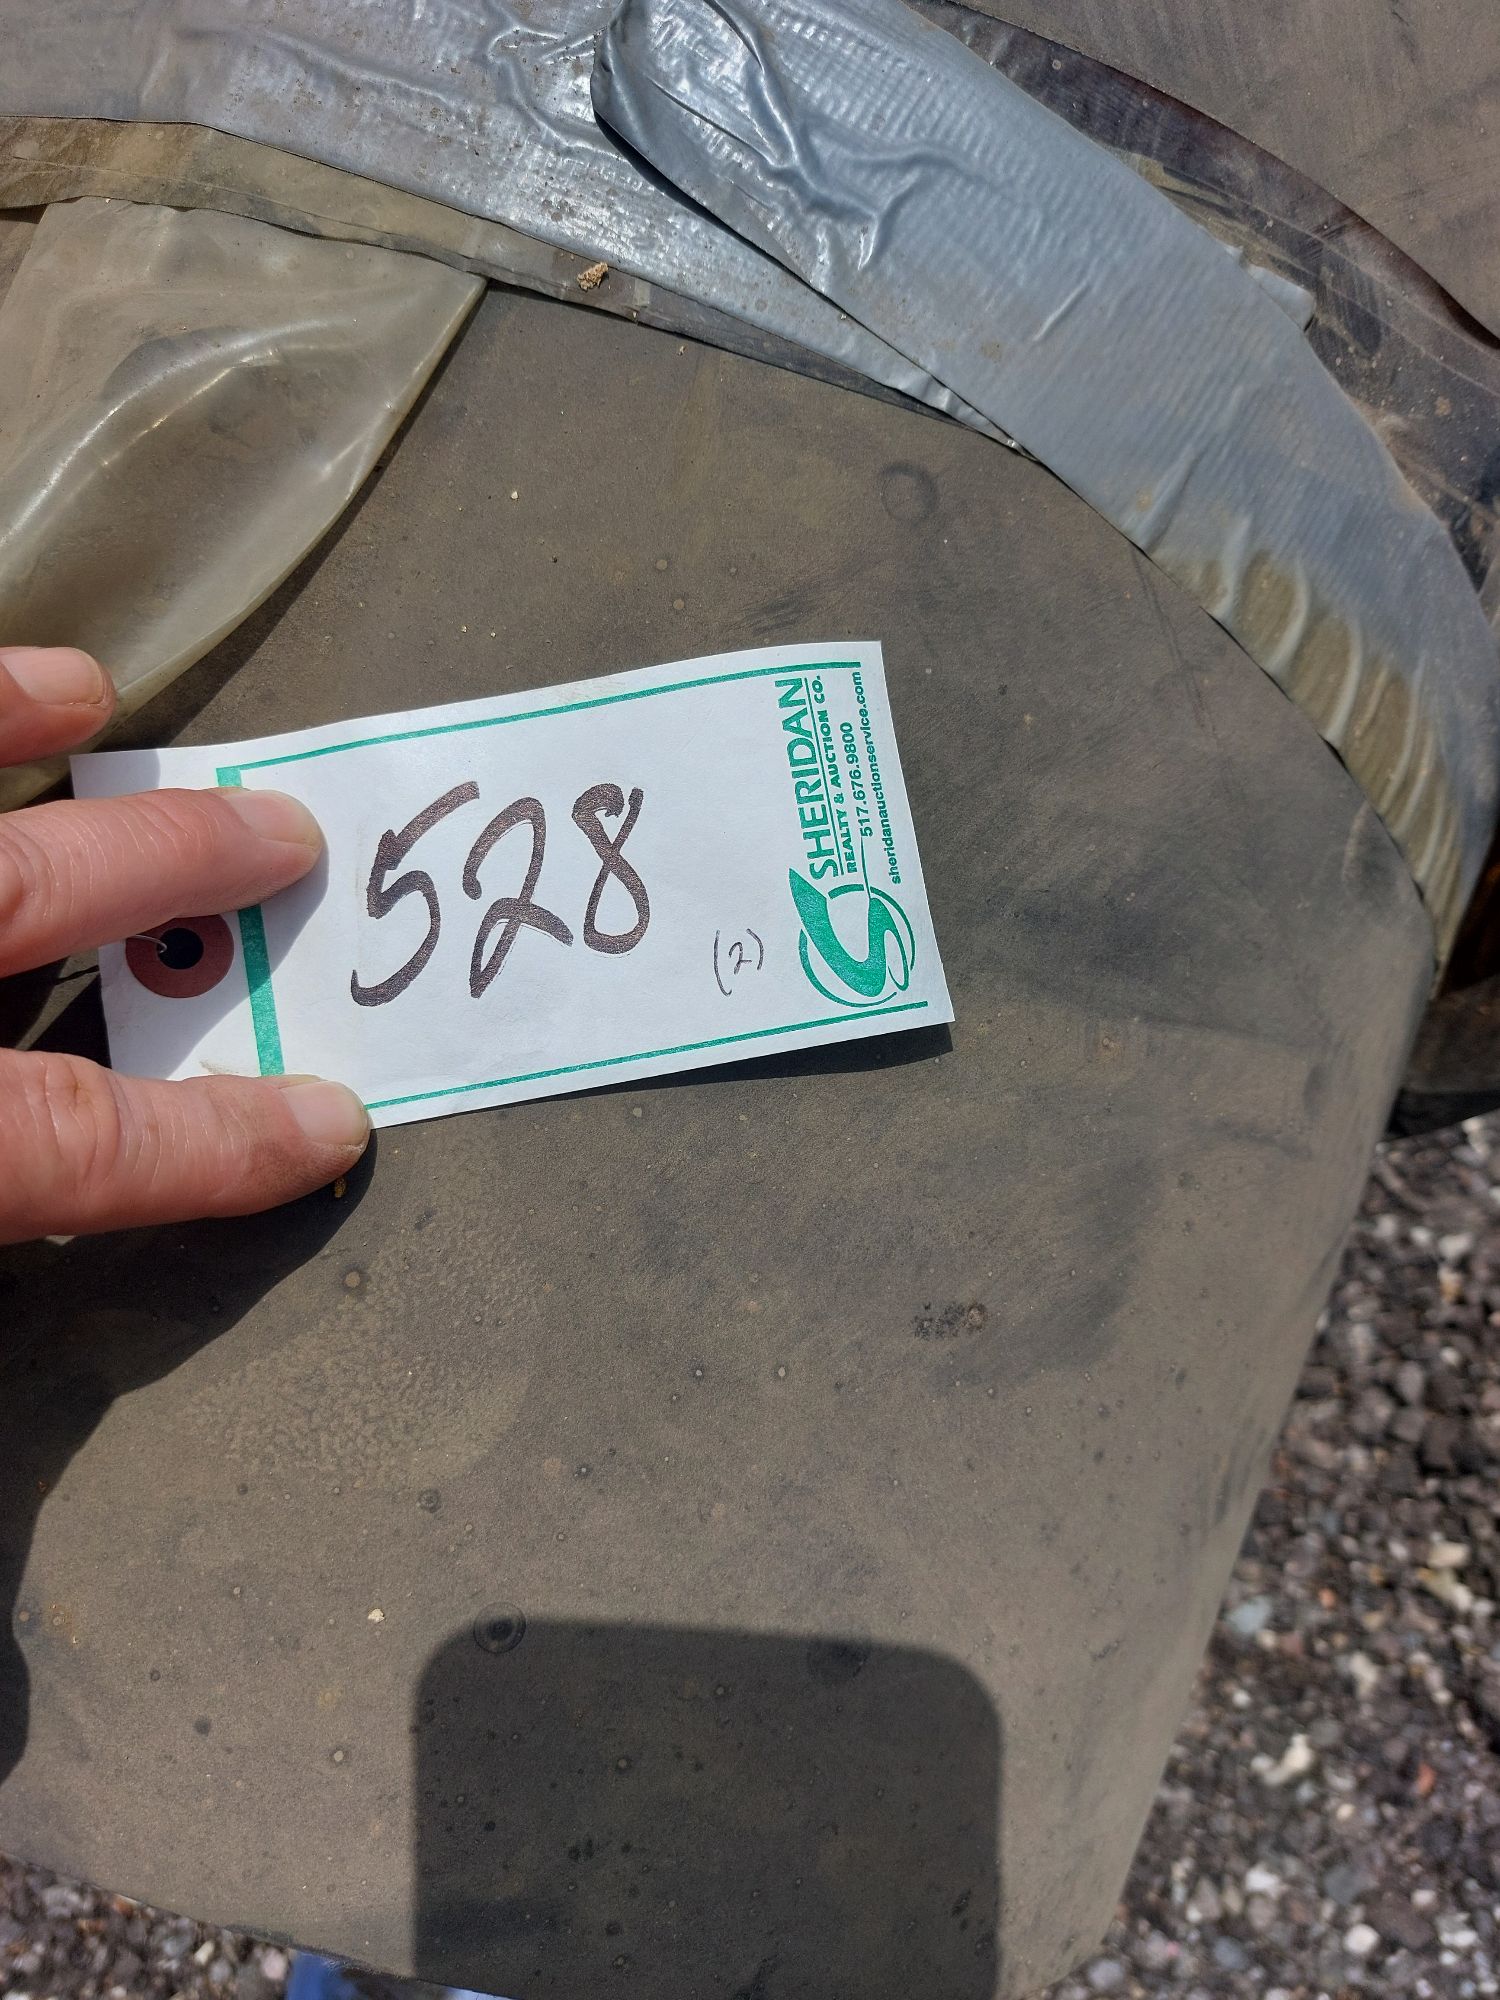 528
(2)
SHERIDAN
REALTY & AUCTION CO.
517.676.9800
sheridanauctionservice.com